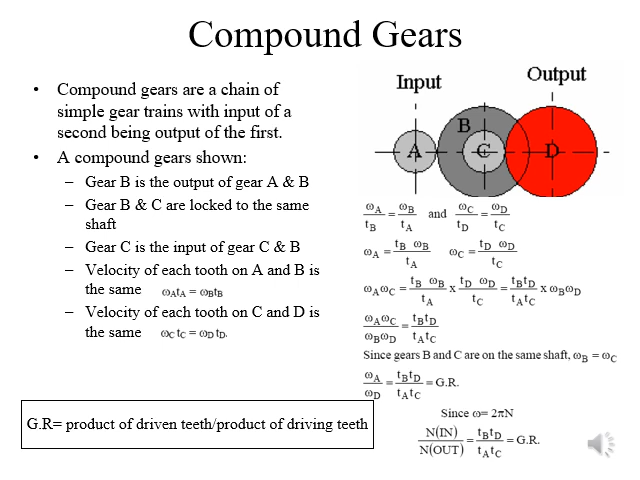 Compound Gears
• Compound gears are a chain of
simple gear trains with input of a
second being output of the first.
• A compound gears shown:
– Gear B is the output of gear A & B
– Gear B & C are locked to the same
shaft
– Gear C is the input of gear C & B
– Velocity of each tooth on A and B is
the same ωAtA = ωBtB
– Velocity of each tooth on C and D is
the same ωC tC = ωD tD.
G.R= product of driven teeth/product of driving teeth
Input
Output
A
B
C
D
ωA/tB = ωB/tA and ωC/tD = ωD/tC
ωA = tB ωB/tA ωC = tD ωD/tC
ωAωC = tB ωB/tA x tD ωD/tC = tBtD/tAtC x ωBωD
ωAωC/ωBωD = tBtD/tAtC
Since gears B and C are on the same shaft, ωB = ωC
ωA/ωD = tBtD/tAtC = G.R.
Since ω= 2πN
N(IN)/N(OUT) = tBtD/tAtC = G.R.